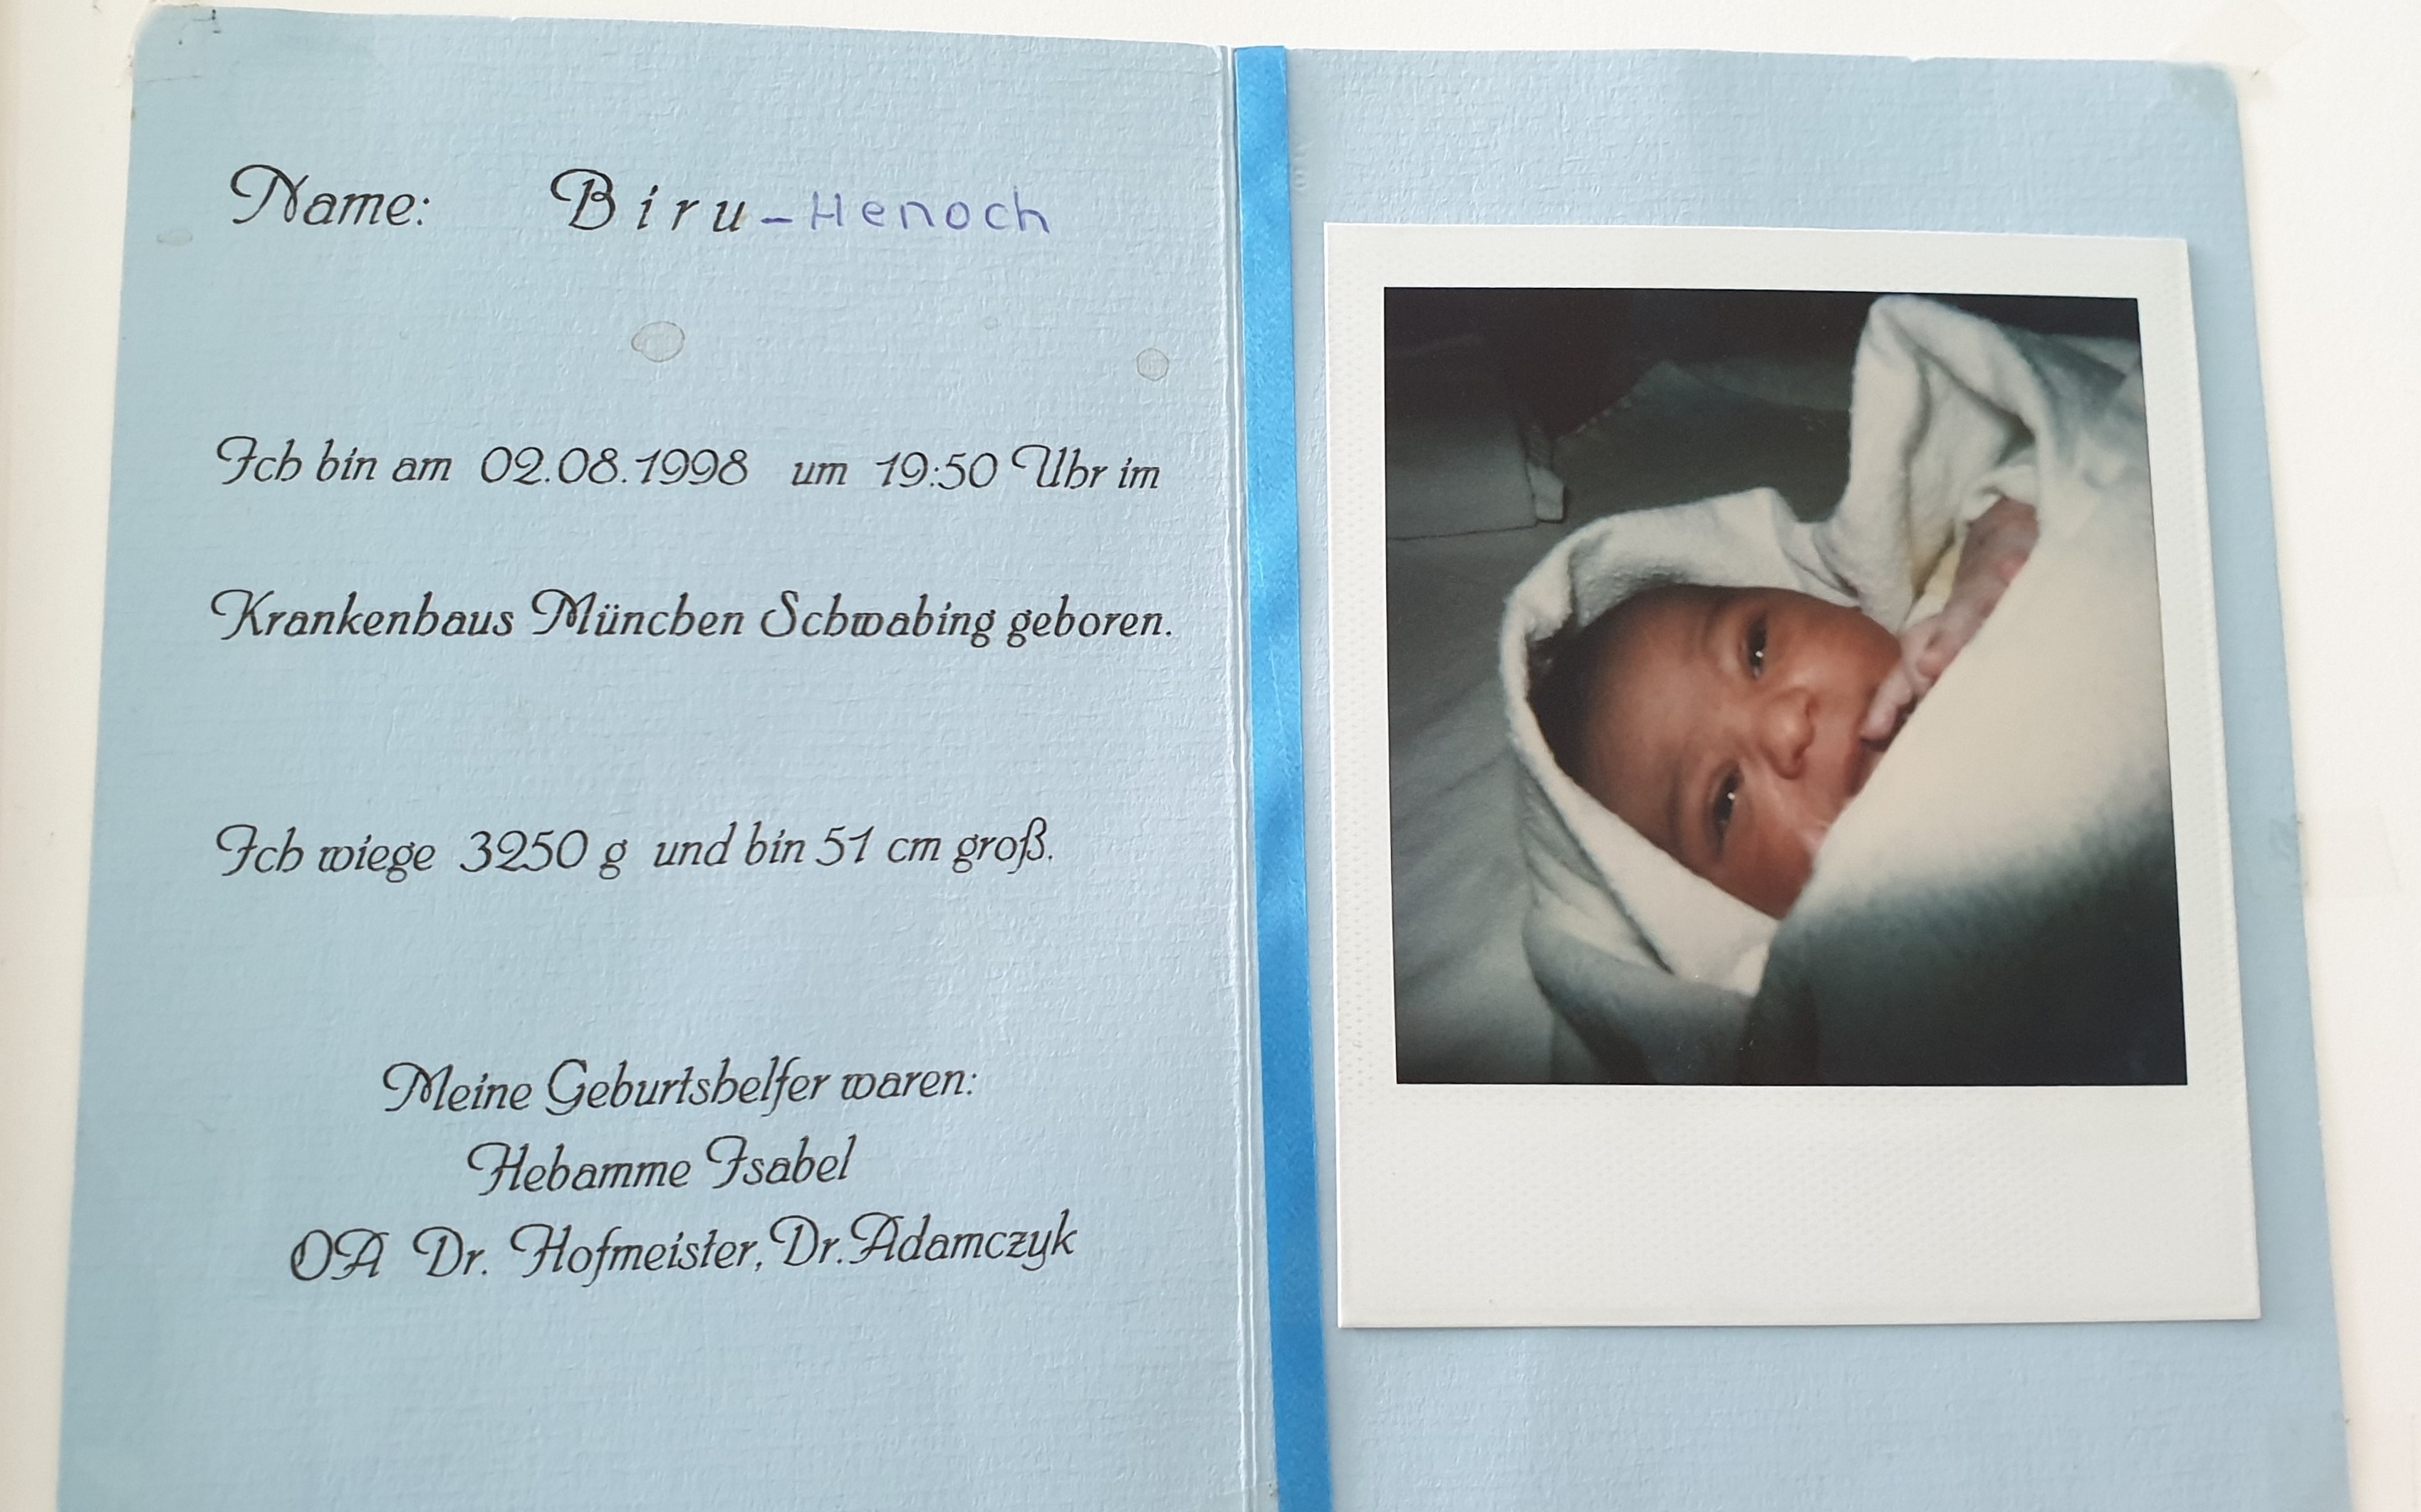 Name: Biru-Henoch
Ich bin am 02.08.1998 um 19:50 Uhr im
Krankenhaus München Schwabing geboren.
Ich wiege 3250 g und bin 51 cm groß.
Meine Geburtshelfer waren:
Hebamme Isabel
OA Dr. Hofmeister, Dr. Adamczyk